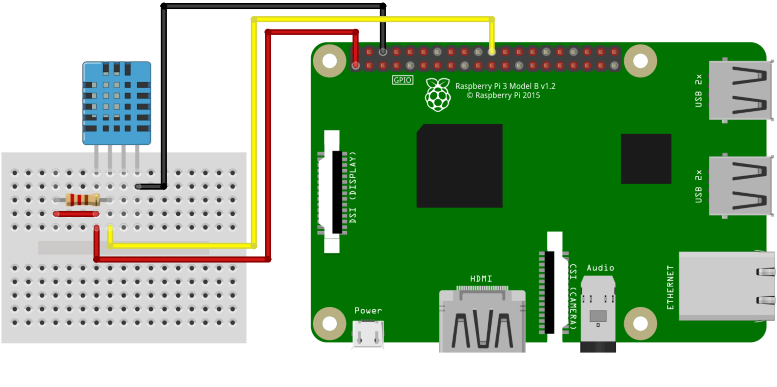 GPIO
Raspberry Pi 3 Model B v1.2
© Raspberry Pi 2015
USB 2x
DSI (DISPLAY)
USB 2x
HDMI
CSI (CAMERA)
Audio
ETHERNET
Power